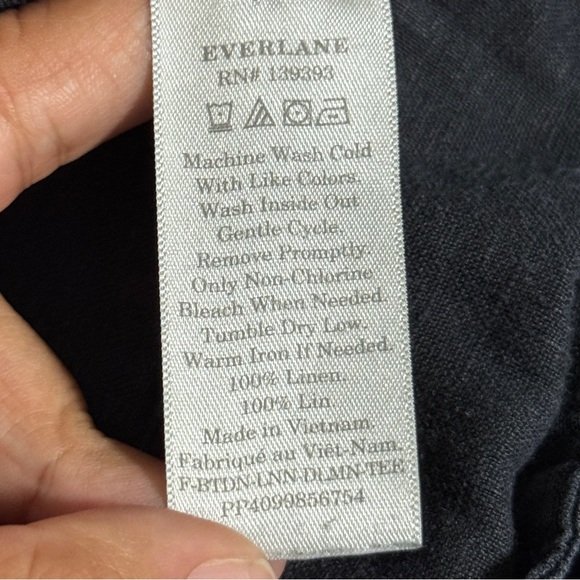 EVERLANE
RN# 139393
Machine Wash Cold
With Like Colors.
Wash Inside Out
Gentle Cycle.
Remove Promptly.
Only Non-Chlorine
Bleach When Needed.
Tumble Dry Low.
Warm Iron If Needed.
100% Linen.
100% Lin
Made in Vietnam.
Fabriqué au Viêt-Nam.
F-BTDN-LNN-DLMN-TEE
PP4099856754